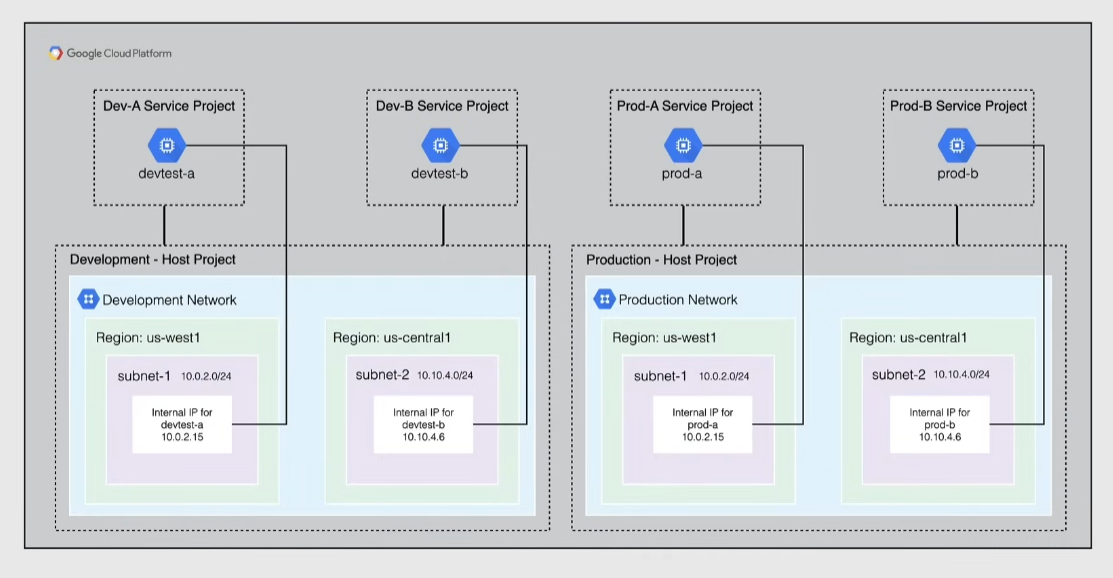 Google Cloud Platform
Dev-A Service Project
devtest-a
Dev-B Service Project
devtest-b
Prod-A Service Project
prod-a
Prod-B Service Project
prod-b
Development - Host Project
Development Network
Region: us-west1
subnet-1 10.0.2.0/24
Internal IP for
devtest-a
10.0.2.15
Region: us-central1
subnet-2 10.10.4.0/24
Internal IP for
devtest-b
10.10.4.6
Production - Host Project
Production Network
Region: us-west1
subnet-1 10.0.2.0/24
Internal IP for
prod-a
10.0.2.15
Region: us-central1
subnet-2 10.10.4.0/24
Internal IP for
prod-b
10.10.4.6